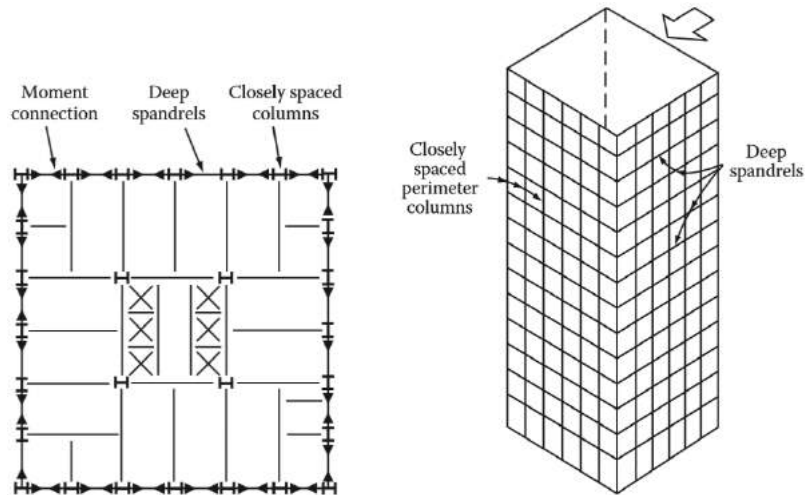 Moment
connection
Deep
spandrels
Closely spaced
columns
Closely
spaced
perimeter
columns
Deep
spandrels